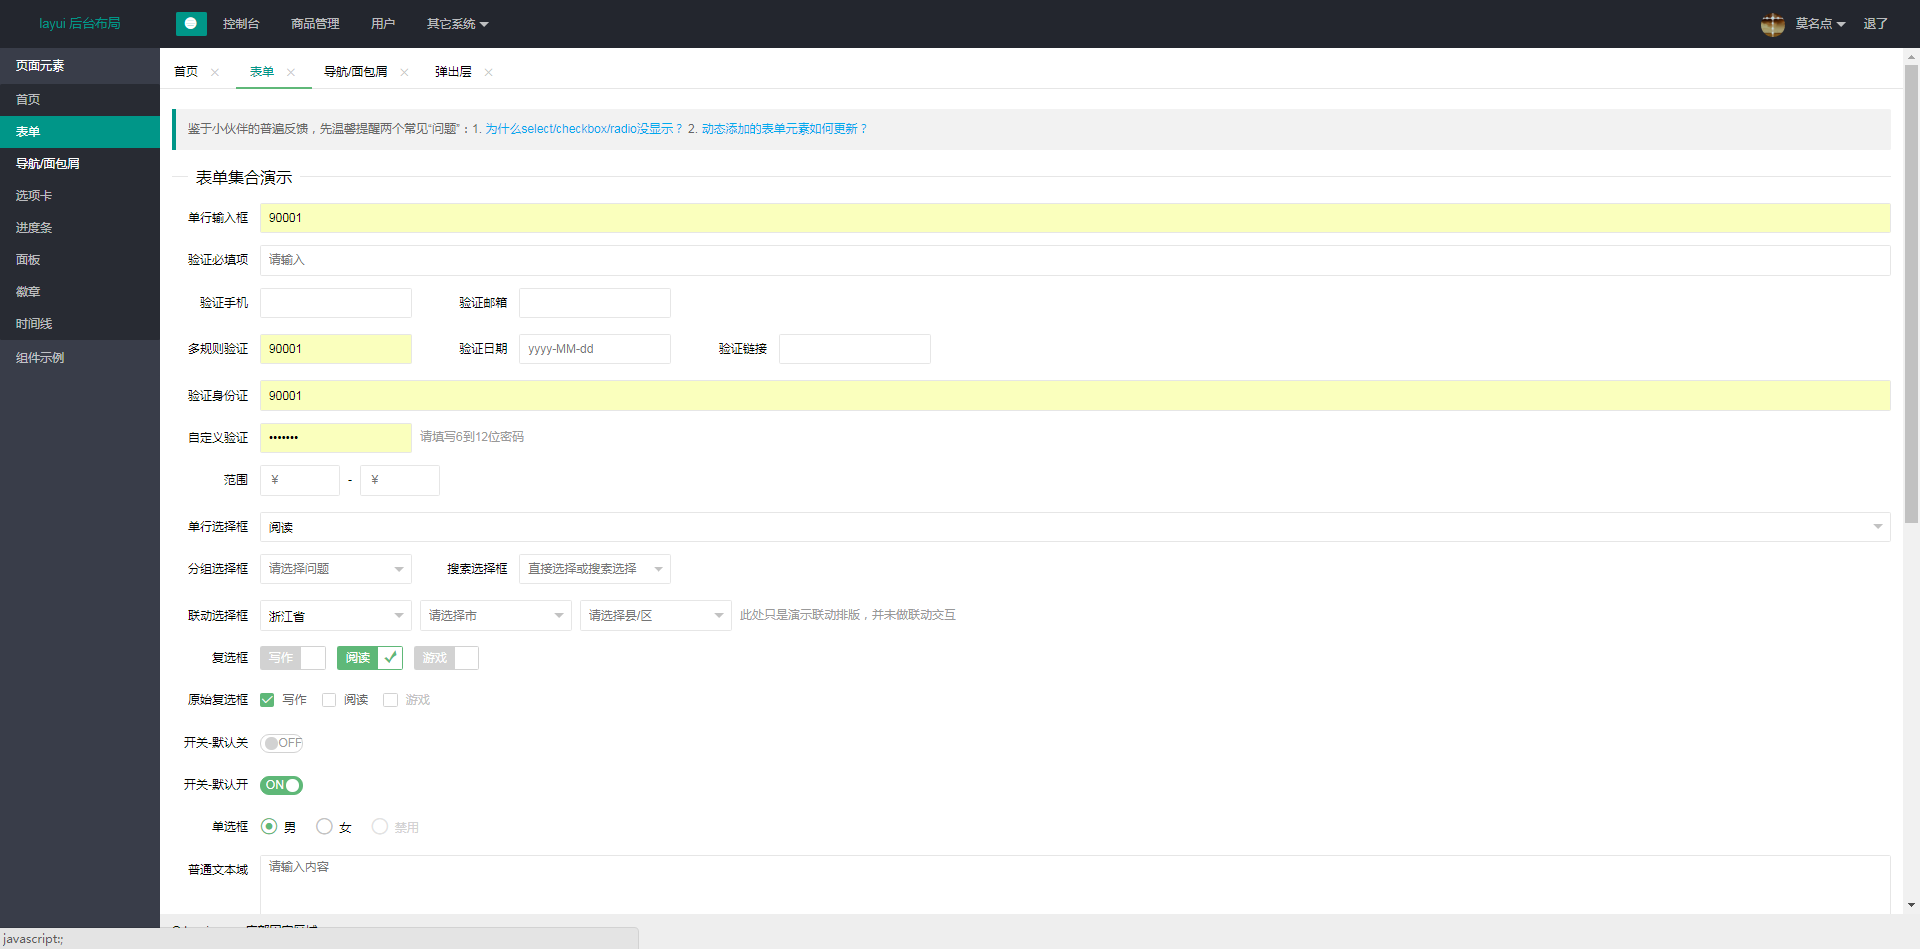 layui 后台布局
控制台 商品管理 用户 其它系统
莫名点 退了
页面元素
首页
表单
导航/面包屑
选项卡
进度条
面板
徽章
时间线
组件示例
首页 表单 导航/面包屑 弹出层
鉴于小伙伴的普遍反馈，先温馨提醒两个常见“问题”：1. 为什么select/checkbox/radio没显示？ 2. 动态添加的表单元素如何更新？
表单集合演示
单行输入框 90001
验证必填项 请输入
验证手机 验证邮箱
多规则验证 90001 验证日期 yyyy-MM-dd 验证链接
验证身份证 90001
自定义验证 ••••••• 请填写6到12位密码
范围 ￥ - ￥
单行选择框 阅读
分组选择框 请选择问题 搜索选择框 直接选择或搜索选择
联动选择框 浙江省 请选择市 请选择县/区 此处只是演示联动排版，并未做联动交互
复选框 写作 阅读 游戏
原始复选框 写作 阅读 游戏
开关-默认关 OFF
开关-默认开 ON
单选框 男 女 禁用
普通文本域 请输入内容
javascript:;